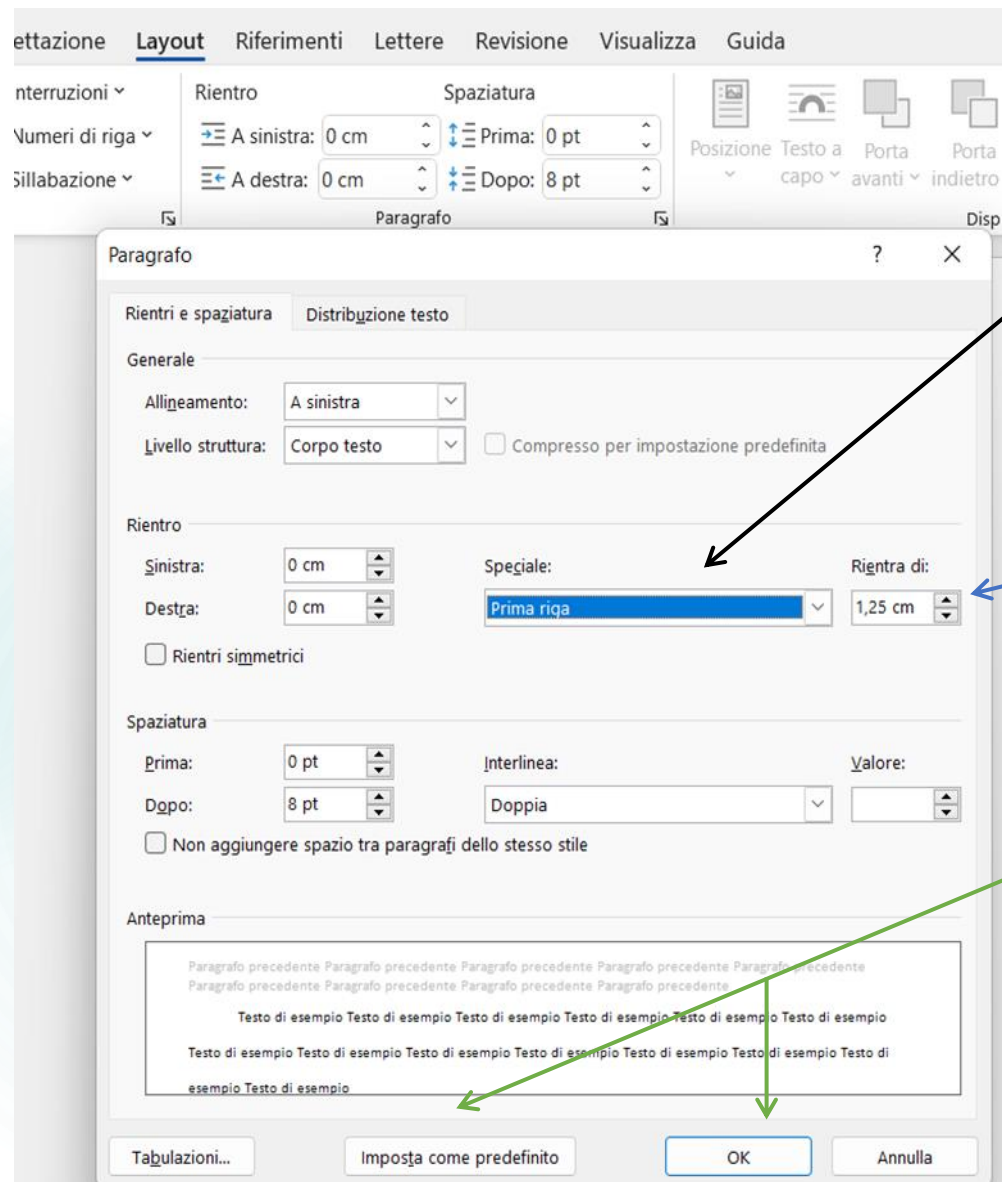 ettazione Layout Riferimenti Lettere Revisione Visualizza Guida
nterruzioni Rientro Spaziatura
Numeri di riga A sinistra: 0 cm Prima: 0 pt Posizione Testo a capo Porta avanti Porta indietro
Sillabazione A destra: 0 cm Dopo: 8 pt
Paragrafo Disp
Paragrafo ?
Rientri e spaziatura Distribuzione testo
Generale
Allineamento: A sinistra
Livello struttura: Corpo testo Compresso per impostazione predefinita
Rientro
Sinistra: 0 cm Speciale: Rientra di:
Destra: 0 cm Prima riga 1,25 cm
Rientri simmetrici
Spaziatura
Prima: 0 pt Interlinea: Valore:
Dopo: 8 pt Doppia
Non aggiungere spazio tra paragrafi dello stesso stile
Anteprima
Paragrafo precedente Paragrafo precedente Paragrafo precedente Paragrafo precedente Paragrafo precedente
Paragrafo precedente Paragrafo precedente Paragrafo precedente Paragrafo precedente
Testo di esempio Testo di esempio Testo di esempio Testo di esempio Testo di esempio Testo di esempio
Testo di esempio Testo di esempio Testo di esempio Testo di esempio Testo di esempio Testo di esempio Testo di
esempio Testo di esempio
Tabulazioni... Imposta come predefinito OK Annulla